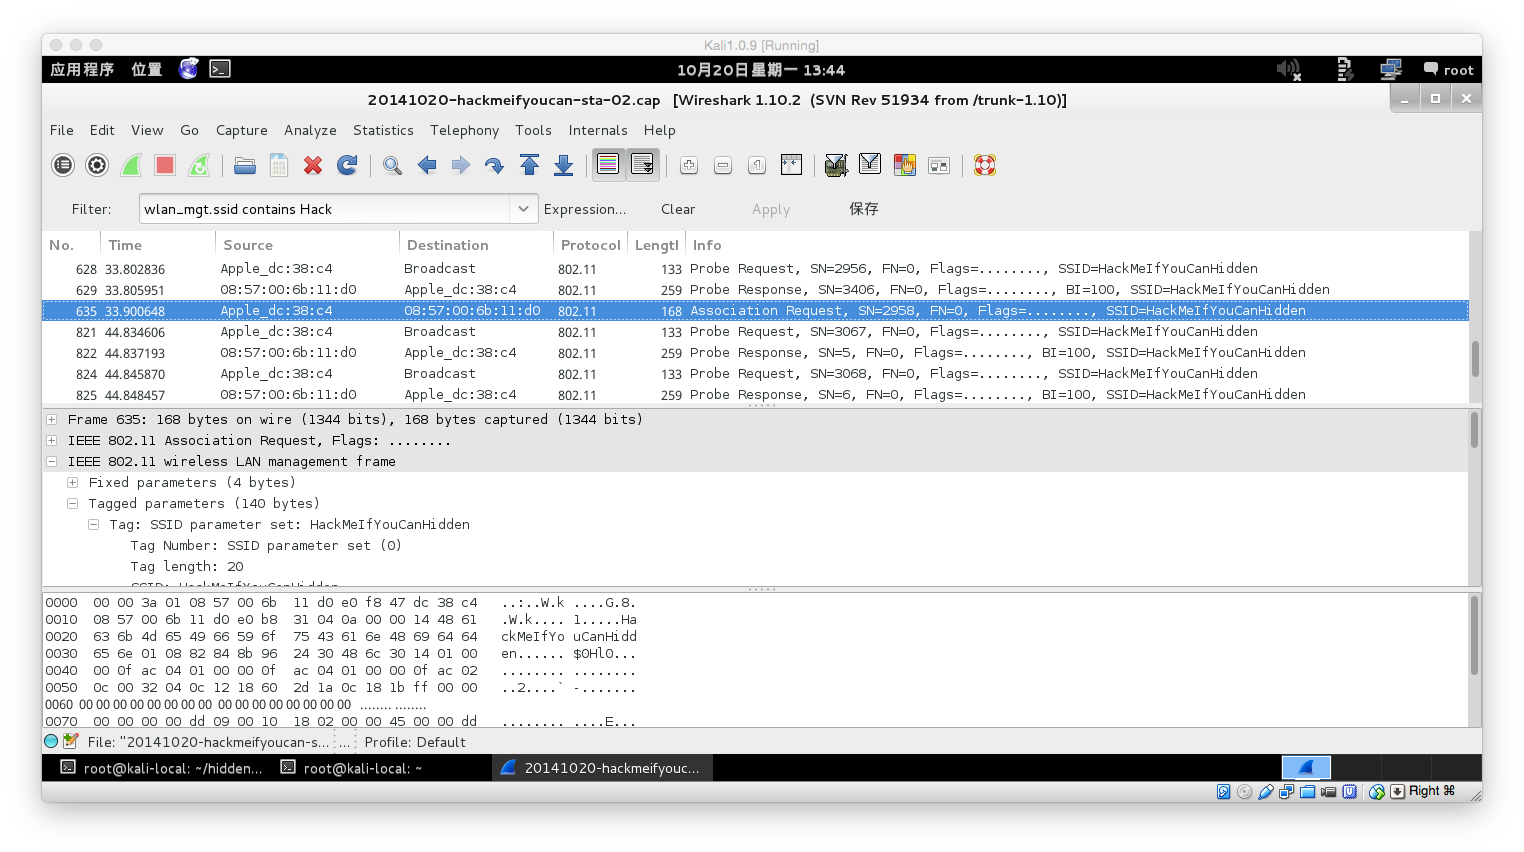 Kali1.0.9 [Running]
应用程序 位置 10月20日星期一 13:44 root
20141020-hackmeifyoucan-sta-02.cap [Wireshark 1.10.2 (SVN Rev 51934 from /trunk-1.10)]
File Edit View Go Capture Analyze Statistics Telephony Tools Internals Help
Filter: wlan_mgt.ssid contains Hack Expression... Clear Apply 保存
No. Time Source Destination Protocol Lengtl Info
628 33.802836 Apple_dc:38:c4 Broadcast 802.11 133 Probe Request, SN=2956, FN=0, Flags=........, SSID=HackMeIfYouCanHidden
629 33.805951 08:57:00:6b:11:d0 Apple_dc:38:c4 802.11 259 Probe Response, SN=3406, FN=0, Flags=........, BI=100, SSID=HackMeIfYouCanHidden
635 33.900648 Apple_dc:38:c4 08:57:00:6b:11:d0 802.11 168 Association Request, SN=2958, FN=0, Flags=........, SSID=HackMeIfYouCanHidden
821 44.834606 Apple_dc:38:c4 Broadcast 802.11 133 Probe Request, SN=3067, FN=0, Flags=........, SSID=HackMeIfYouCanHidden
822 44.837193 08:57:00:6b:11:d0 Apple_dc:38:c4 802.11 259 Probe Response, SN=5, FN=0, Flags=........, BI=100, SSID=HackMeIfYouCanHidden
824 44.845870 Apple_dc:38:c4 Broadcast 802.11 133 Probe Request, SN=3068, FN=0, Flags=........, SSID=HackMeIfYouCanHidden
825 44.848457 08:57:00:6b:11:d0 Apple_dc:38:c4 802.11 259 Probe Response, SN=6, FN=0, Flags=........, BI=100, SSID=HackMeIfYouCanHidden
Frame 635: 168 bytes on wire (1344 bits), 168 bytes captured (1344 bits)
IEEE 802.11 Association Request, Flags: ........
IEEE 802.11 wireless LAN management frame
Fixed parameters (4 bytes)
Tagged parameters (140 bytes)
Tag: SSID parameter set: HackMeIfYouCanHidden
Tag Number: SSID parameter set (0)
Tag length: 20
SSID: HackMeIfYouCanHidden
0000 00 00 3a 01 08 57 00 6b 11 d0 e0 f8 47 dc 38 c4 ..:..W.k ....G.8.
0010 08 57 00 6b 11 d0 e0 b8 31 04 0a 00 00 14 48 61 .W.k.... 1.....Ha
0020 63 6b 4d 65 49 66 59 6f 75 43 61 6e 48 69 64 64 ckMeIfYo uCanHidd
0030 65 6e 01 08 82 84 8b 96 24 30 48 6c 30 14 01 00 en...... $0Hl0...
0040 00 0f ac 04 01 00 00 0f ac 04 01 00 00 0f ac 02 ........ ........
0050 0c 00 32 04 0c 12 18 60 2d 1a 0c 18 1b ff 00 00 ..2....` -.......
0060 00 00 00 00 00 00 00 00 00 00 00 00 00 00 00 00 ........ ........
0070 00 00 00 00 dd 09 00 10 18 02 00 00 45 00 00 dd ........ ....E...
File: "20141020-hackmeifyoucan-s... ... Profile: Default
root@kali-local: ~/hidden... root@kali-local: ~ 20141020-hackmeifyouc...
Right ⌘